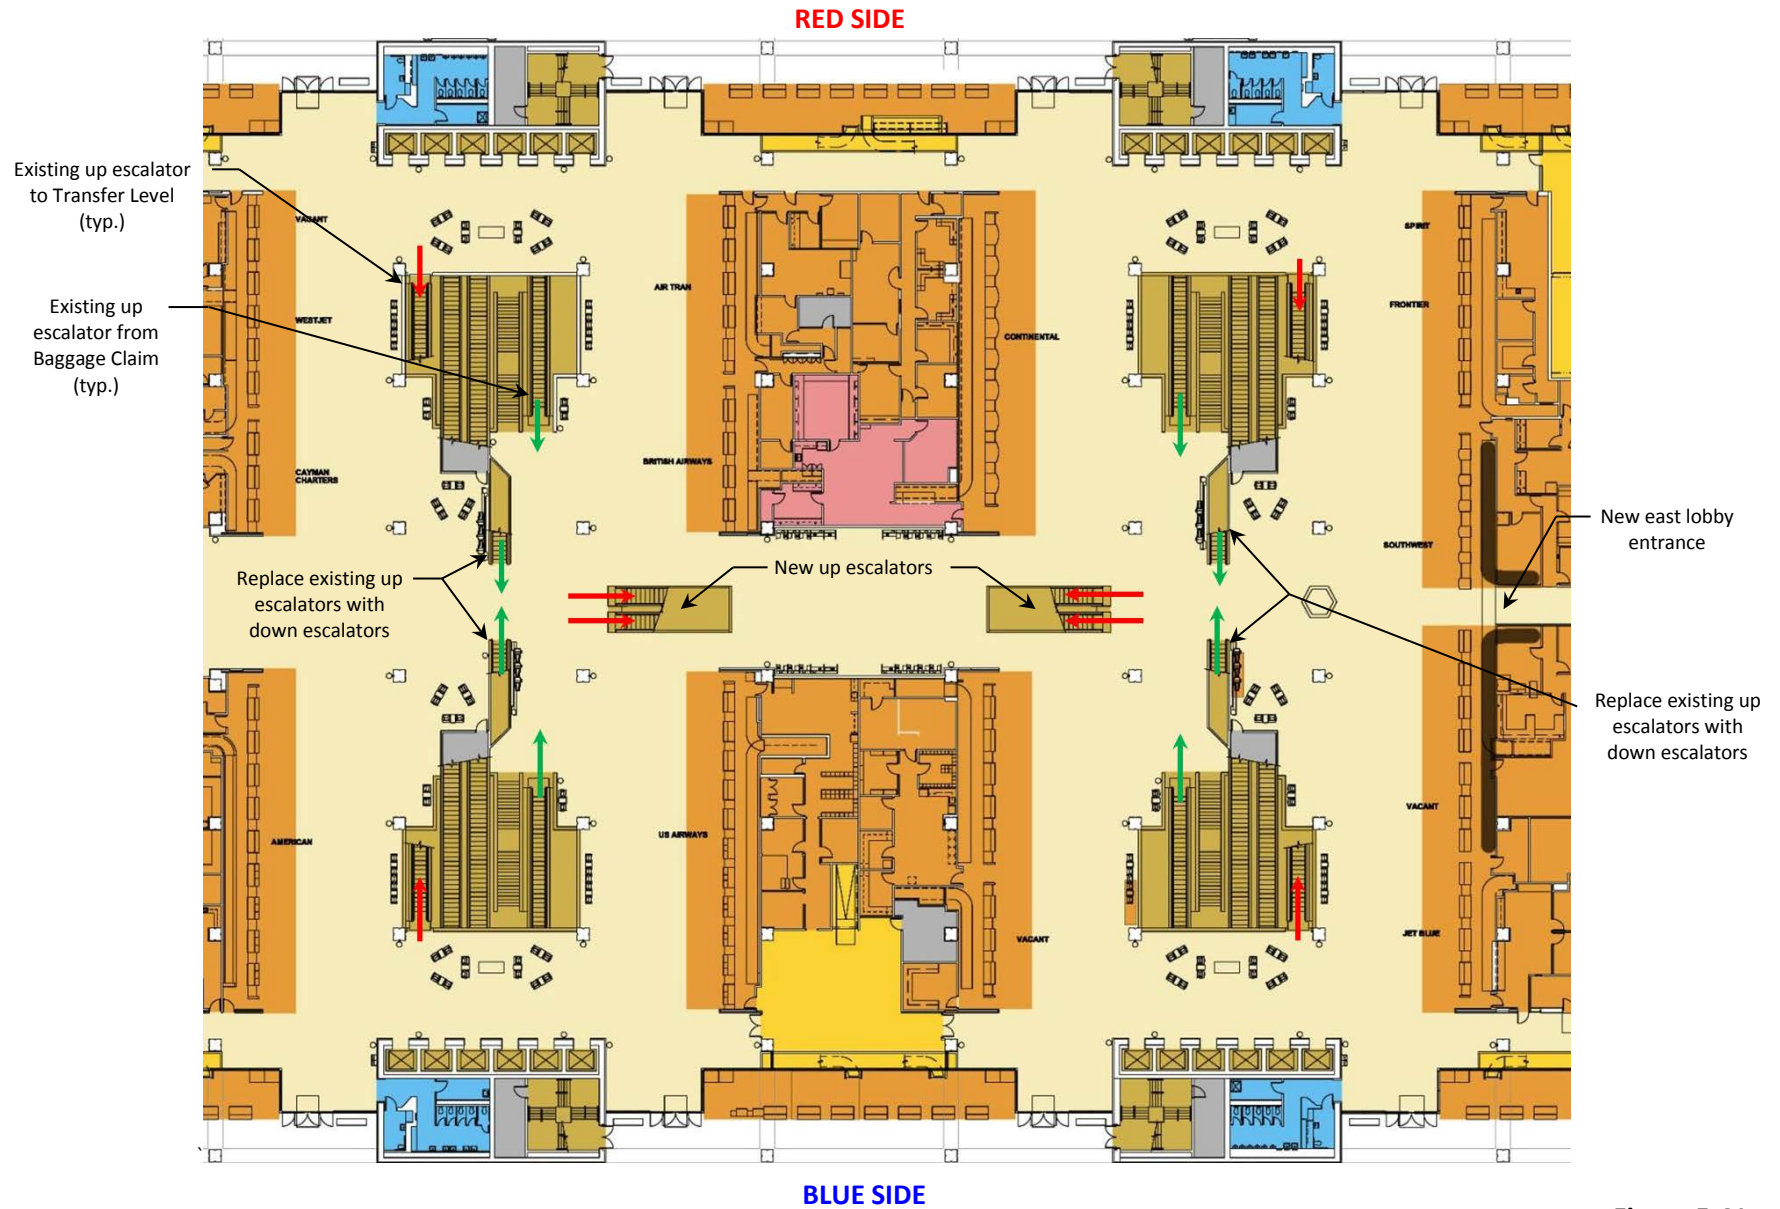 RED SIDE
Existing up escalator
to Transfer Level
(typ.)
Existing up
escalator from
Baggage Claim
(typ.)
VACANT
WESTJET
CAYMAN
CHARTERS
AIR TRAN
BRITISH AIRWAYS
CONTINENTAL
SPIRIT
FRONTIER
SOUTHWEST
New east lobby
entrance
Replace existing up
escalators with
down escalators
New up escalators
Replace existing up
escalators with
down escalators
AMERICAN
US AIRWAYS
VACANT
VACANT
JET BLUE
BLUE SIDE